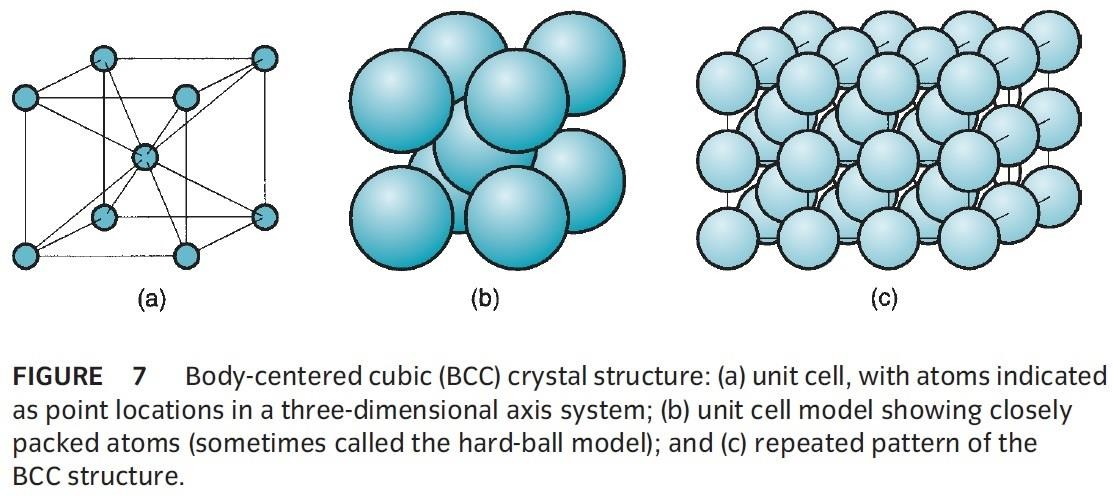 (a)
(b)
(c)
FIGURE 7 Body-centered cubic (BCC) crystal structure: (a) unit cell, with atoms indicated
as point locations in a three-dimensional axis system; (b) unit cell model showing closely
packed atoms (sometimes called the hard-ball model); and (c) repeated pattern of the
BCC structure.